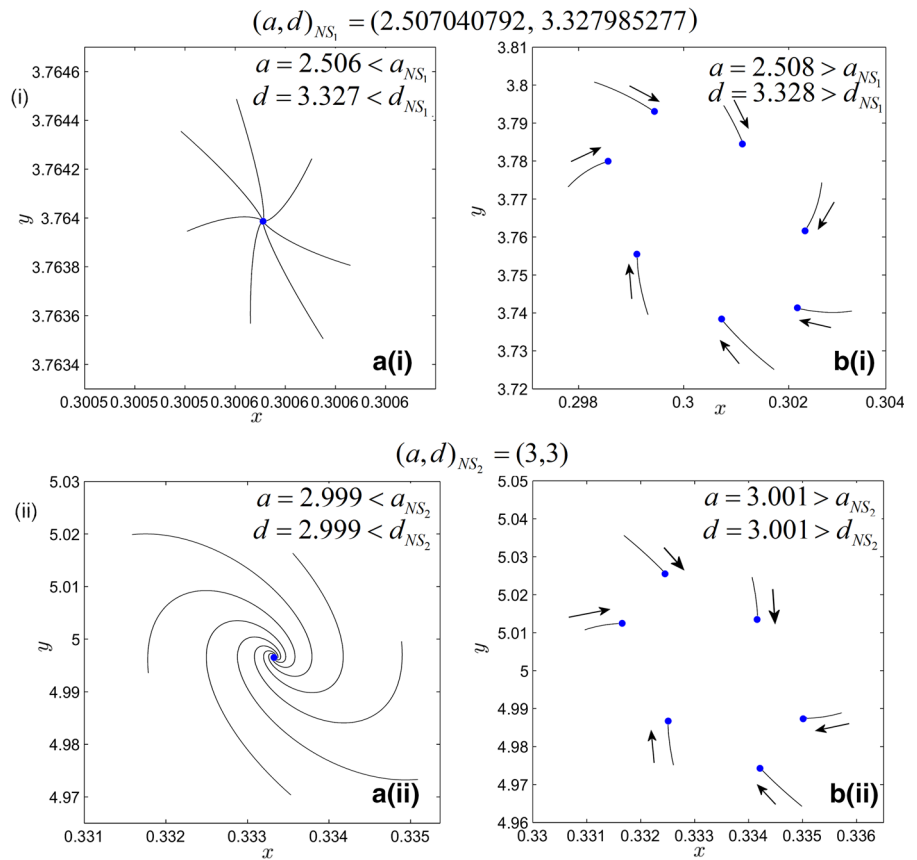 (a,d)_{NS_1} = (2.507040792, 3.327985277)
(i)
a = 2.506 < a_{NS_1}
d = 3.327 < d_{NS_1}
3.7646
3.7644
3.7642
3.764
3.7638
3.7636
3.7634
y
0.3005 0.3005 0.3005 0.3006 0.3006 0.3006 0.3006
x
a(i)
a = 2.508 > a_{NS_1}
d = 3.328 > d_{NS_1}
3.81
3.8
3.79
3.78
3.77
3.76
3.75
3.74
3.73
3.72
y
0.298 0.3 0.302 0.304
x
b(i)
(a,d)_{NS_2} = (3,3)
(ii)
a = 2.999 < a_{NS_2}
d = 2.999 < d_{NS_2}
5.03
5.02
5.01
5
4.99
4.98
4.97
y
0.331 0.332 0.333 0.334 0.335
x
a(ii)
a = 3.001 > a_{NS_2}
d = 3.001 > d_{NS_2}
5.05
5.04
5.03
5.02
5.01
5
4.99
4.98
4.97
4.96
y
0.33 0.331 0.332 0.333 0.334 0.335 0.336
x
b(ii)